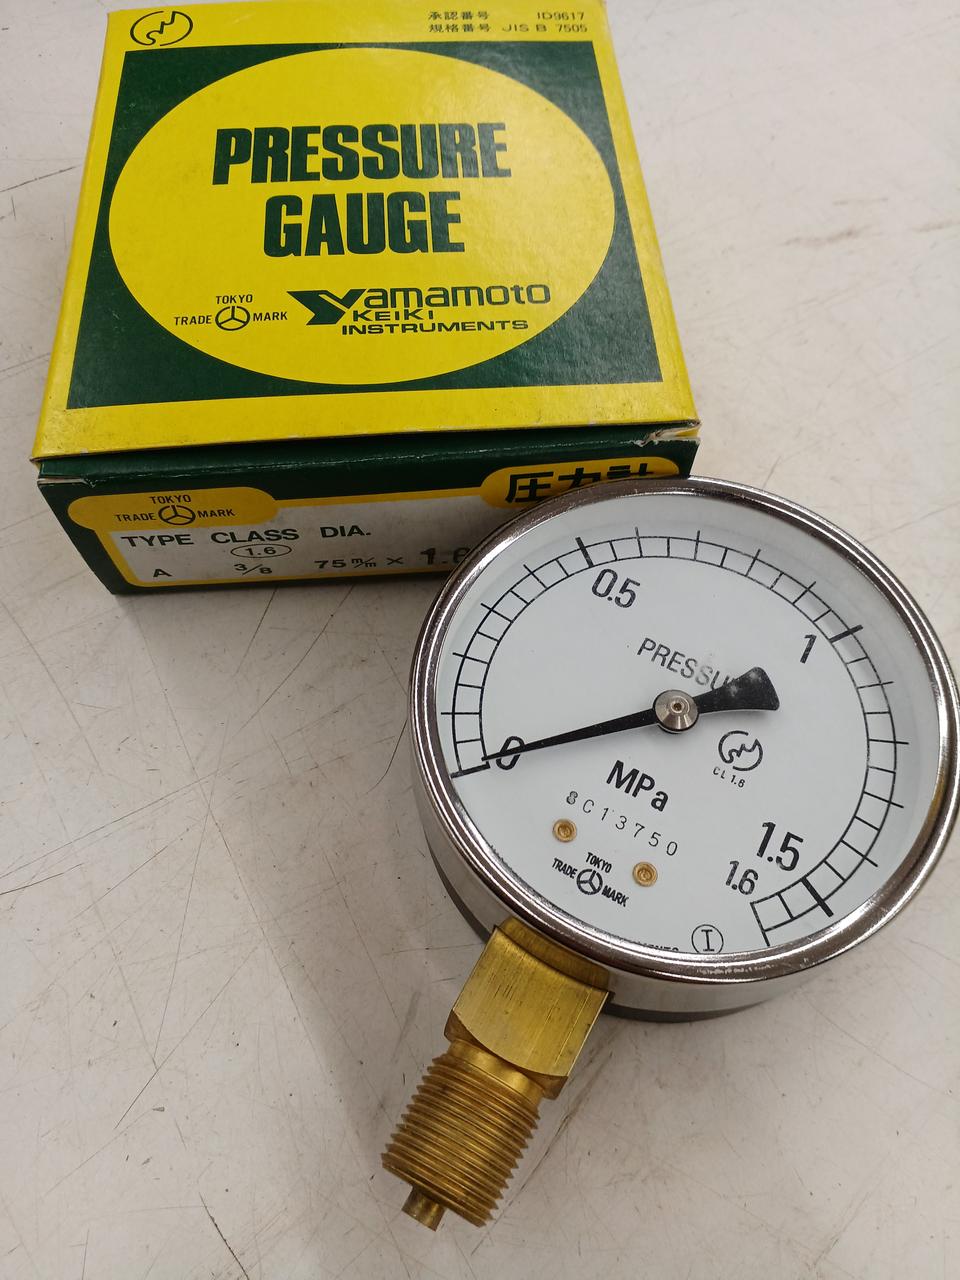 承認番号 ID9617
規格番号 JIS B 7505
PRESSURE
GAUGE
TOKYO
TRADE MARK
Yamamoto
KEIKI
INSTRUMENTS
圧力計
TOKYO
TRADE MARK
TYPE CLASS DIA.
1.6
A 3/8 75 m/m × 1.6
0.5
1
PRESSU
0
MPa
CL 1.6
8C13750
1.5
1.6
TOKYO
TRADE MARK
I